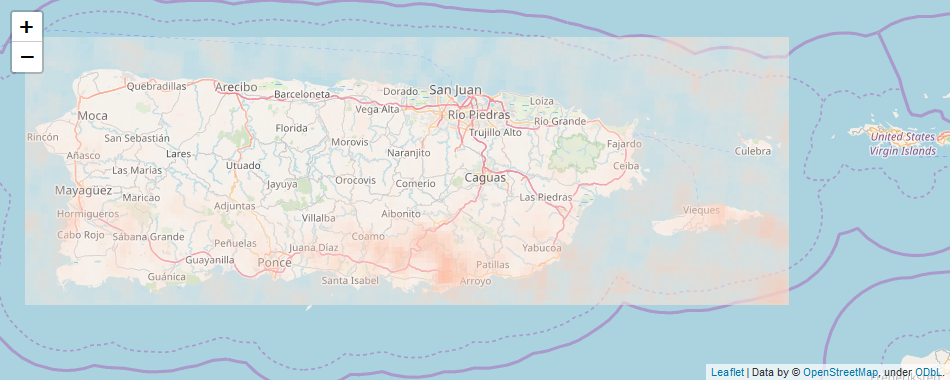 +
−
Quebradillas
Arecibo
Barceloneta
Dorado
San Juan
Loíza
Moca
Vega Alta
Río Piedras
Río Grande
Rincón
San Sebastián
Florida
Morovis
Trujillo Alto
Fajardo
United States
Virgin Islands
Añasco
Lares
Naranjito
Culebra
Las Marías
Utuado
Ceiba
Mayagüez
Maricao
Jayuya
Orocovis
Comerío
Caguas
Las Piedras
Hormigueros
Adjuntas
Villalba
Aibonito
Vieques
Cabo Rojo
Sabana Grande
Peñuelas
Juana Díaz
Coamo
Yabucoa
Guayanilla
Ponce
Patillas
Guánica
Santa Isabel
Arroyo
Leaflet | Data by © OpenStreetMap, under ODbL.